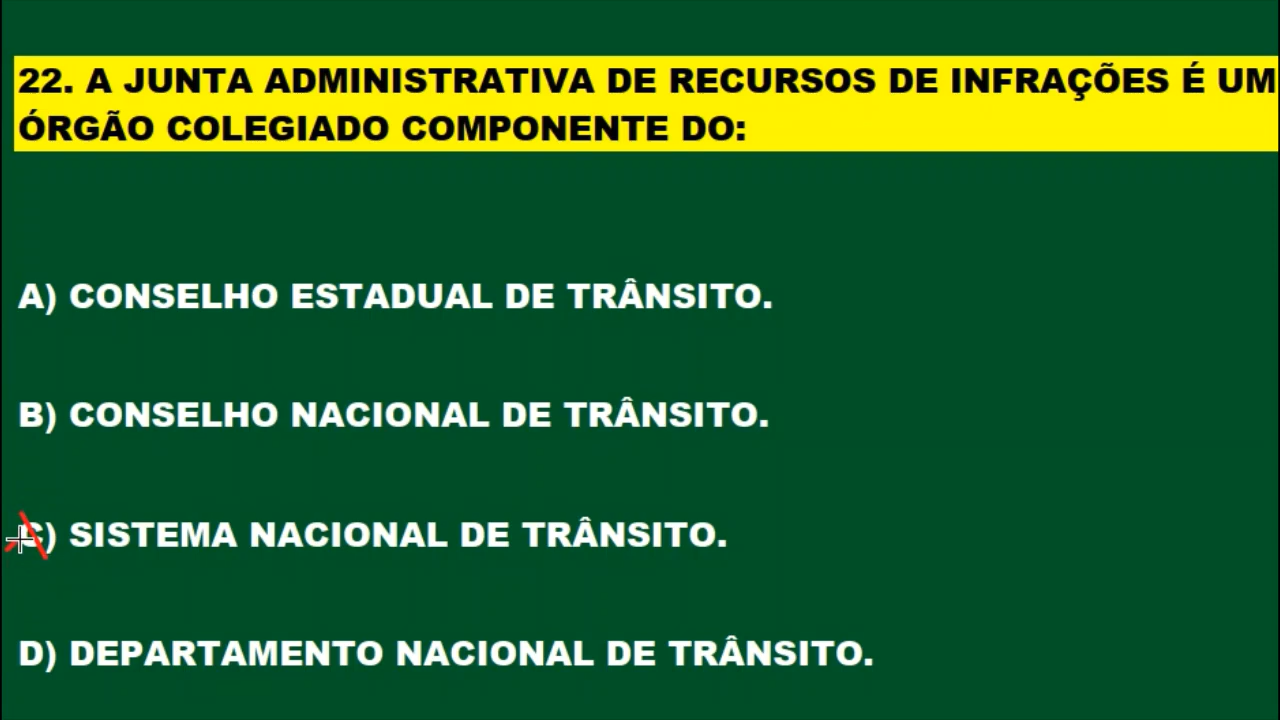 22. A JUNTA ADMINISTRATIVA DE RECURSOS DE INFRAÇÕES É UM
ÓRGÃO COLEGIADO COMPONENTE DO:
A) CONSELHO ESTADUAL DE TRÂNSITO.
B) CONSELHO NACIONAL DE TRÂNSITO.
C) SISTEMA NACIONAL DE TRÂNSITO.
D) DEPARTAMENTO NACIONAL DE TRÂNSITO.